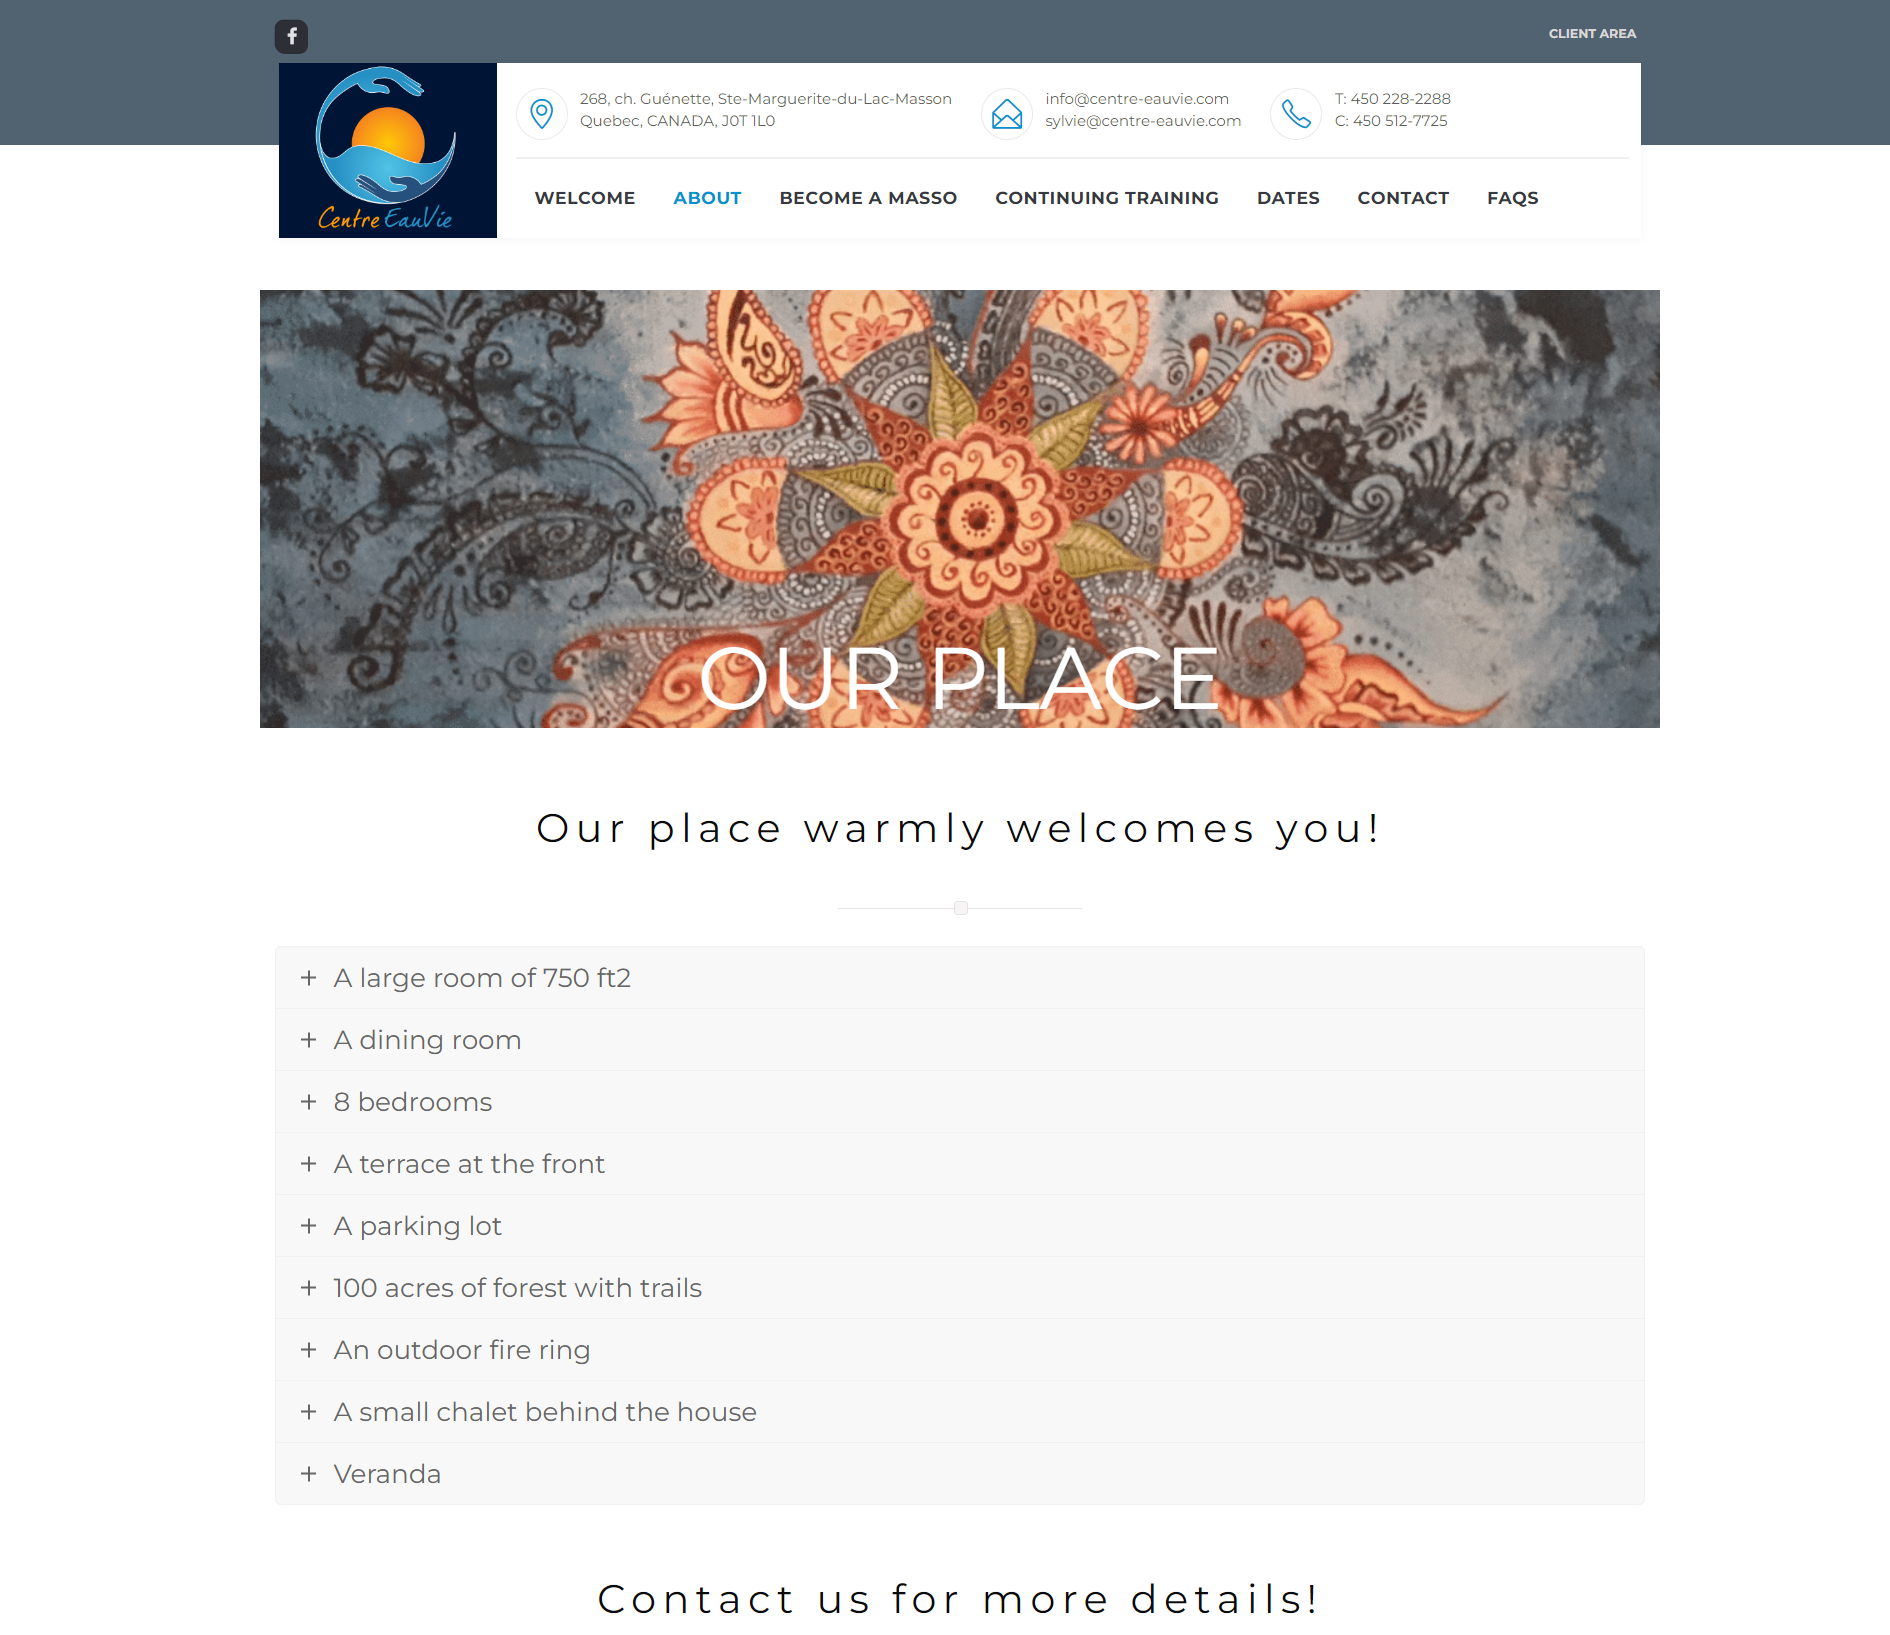 CLIENT AREA
Centre EauVie
268, ch. Guénette, Ste-Marguerite-du-Lac-Masson
Quebec, CANADA, J0T 1L0
info@centre-eauvie.com
sylvie@centre-eauvie.com
T: 450 228-2288
C: 450 512-7725
WELCOME ABOUT BECOME A MASSO CONTINUING TRAINING DATES CONTACT FAQS
OUR PLACE
Our place warmly welcomes you!
A large room of 750 ft2
A dining room
8 bedrooms
A terrace at the front
A parking lot
100 acres of forest with trails
An outdoor fire ring
A small chalet behind the house
Veranda
Contact us for more details!